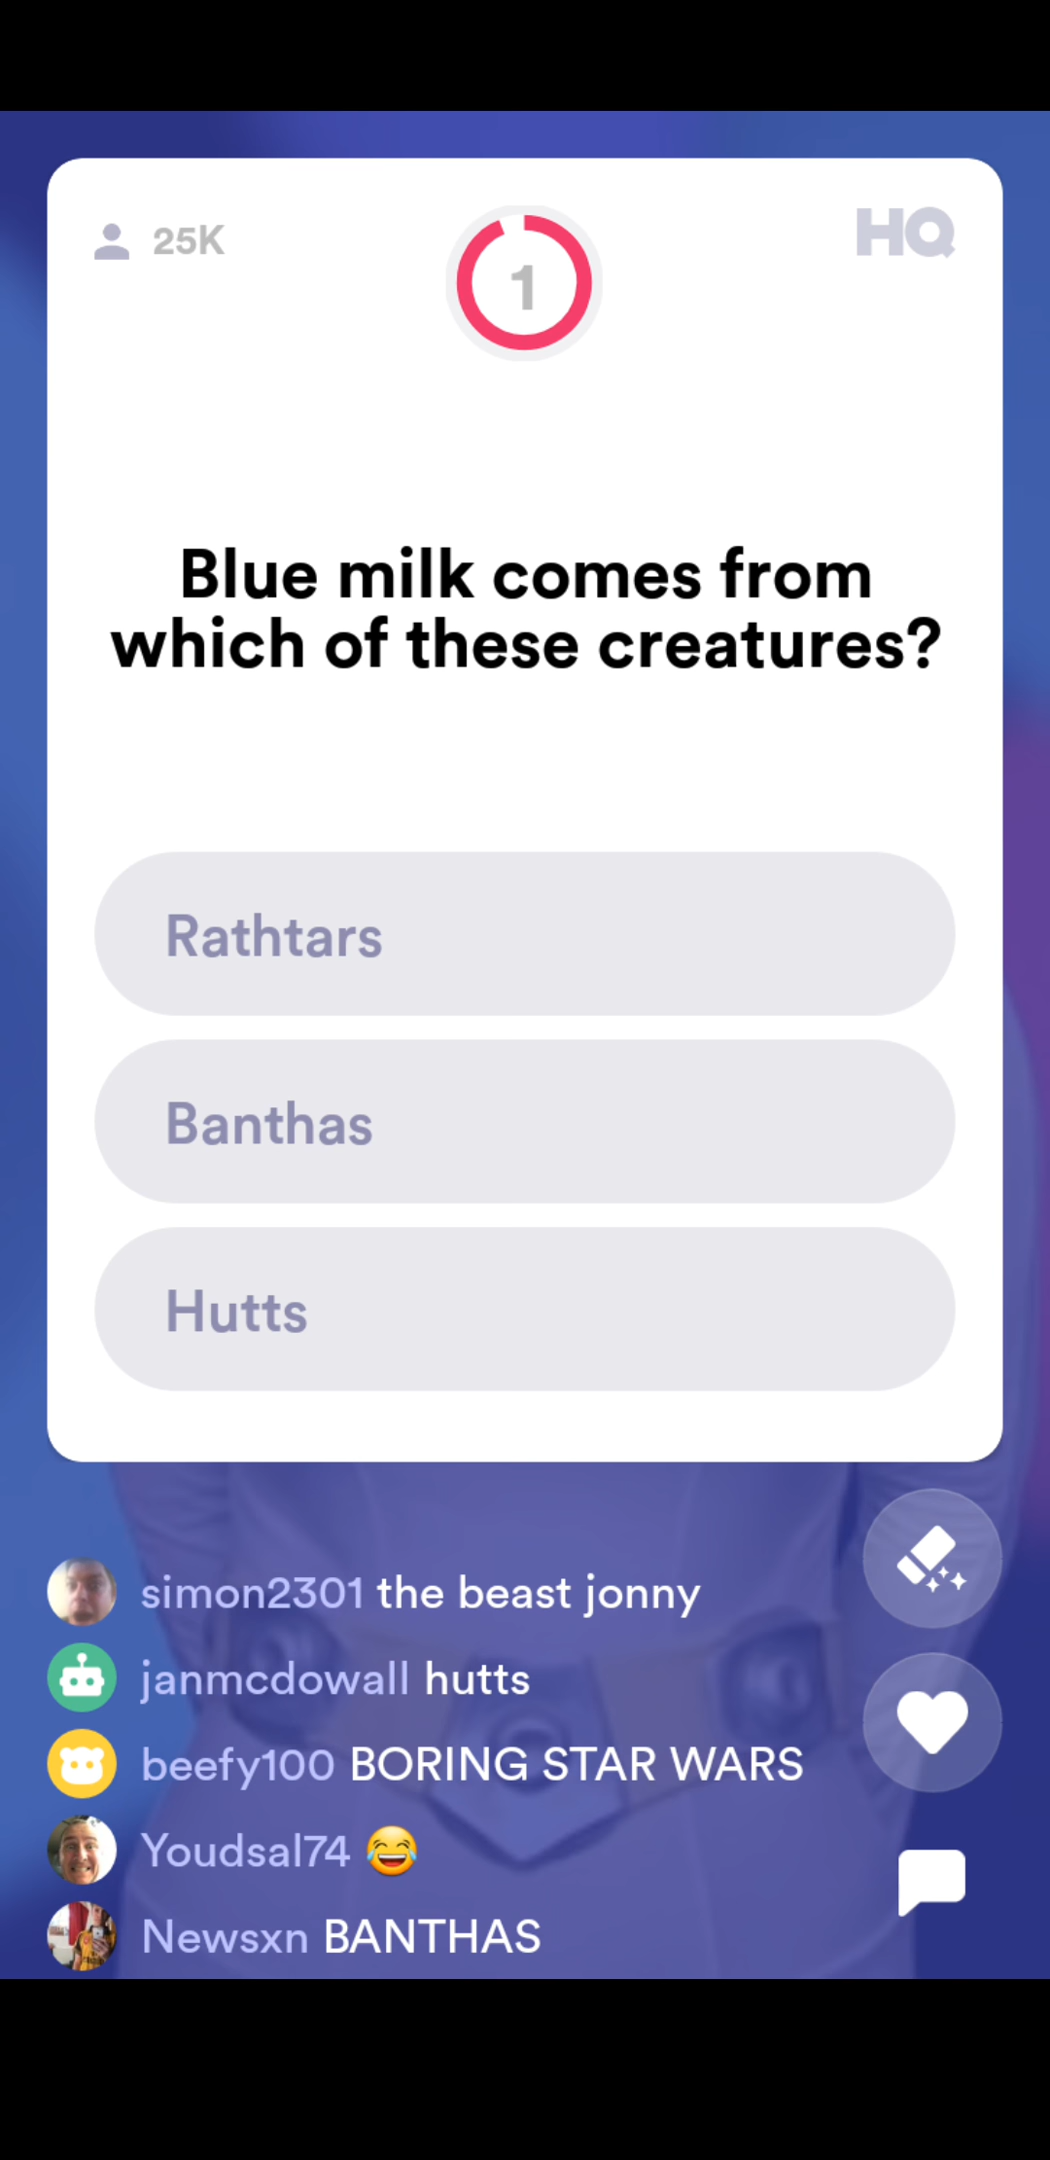 25K
1
HQ
Blue milk comes from
which of these creatures?
Rathtars
Banthas
Hutts
simon2301 the beast jonny
janmcdowall hutts
beefy100 BORING STAR WARS
Youdsal74 😂
Newsxn BANTHAS